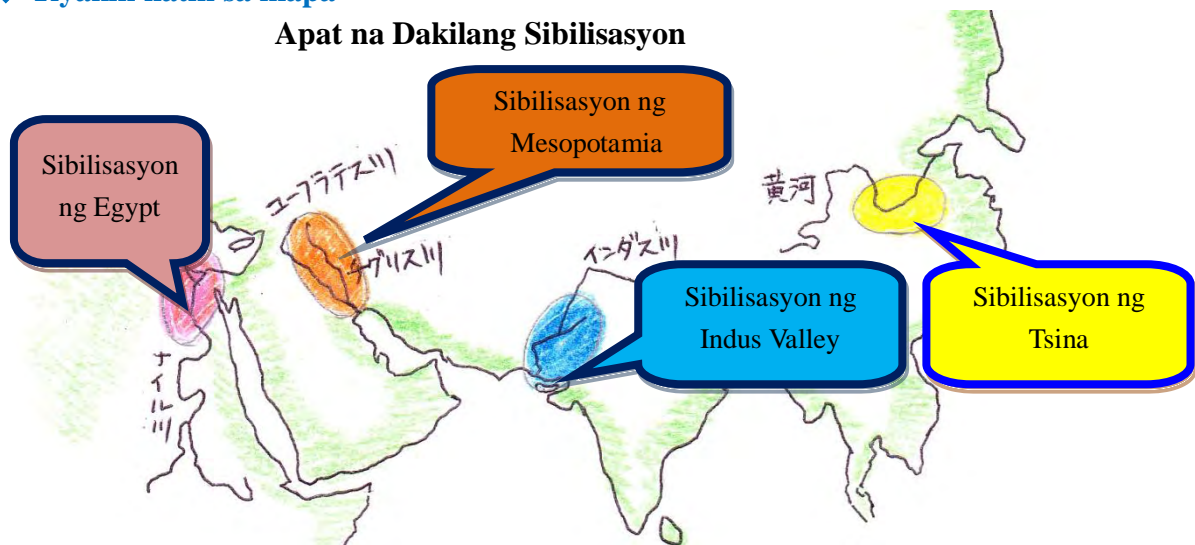 Apat na Dakilang Sibilisasyon
Sibilisasyon ng
Mesopotamia
Sibilisasyon
ng Egypt
ユーフラテス川
チグリス川
ナイル川
インダス川
黄河
Sibilisasyon ng
Indus Valley
Sibilisasyon ng
Tsina